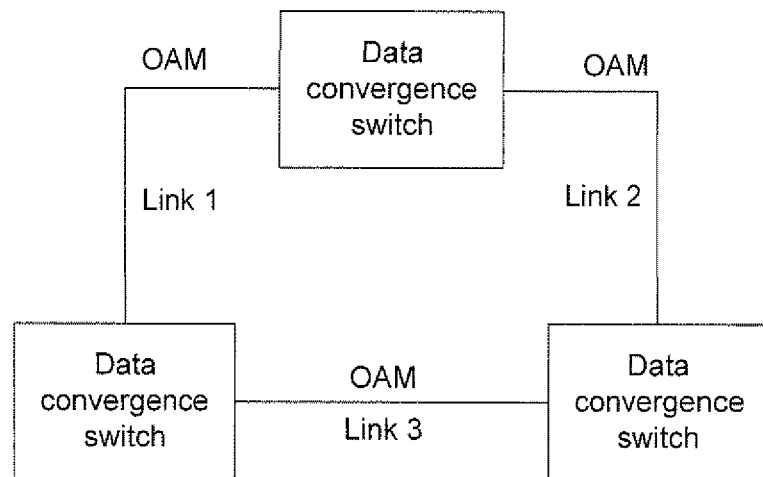 OAM
Data
convergence
switch
OAM
Link 1
Link 2
Data
convergence
switch
OAM
Link 3
Data
convergence
switch